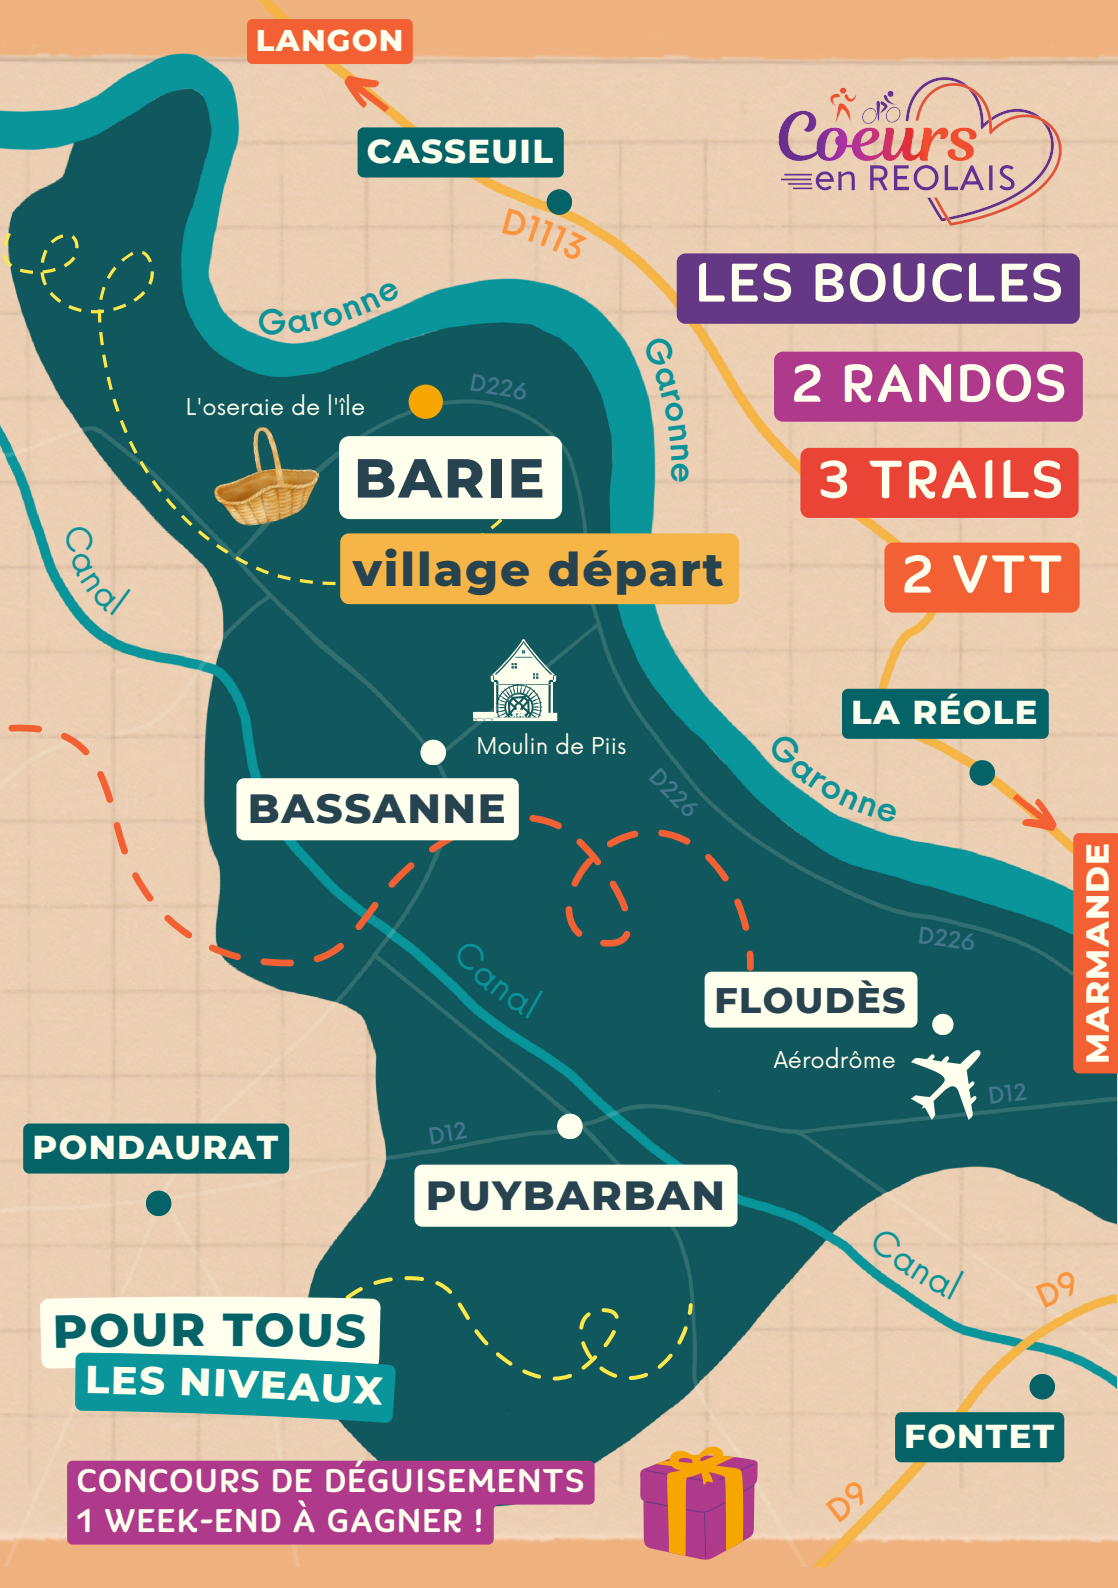 LANGON
CASSEUIL
D1113
Coeurs
en REOLAIS
LES BOUCLES
2 RANDOS
3 TRAILS
2 VTT
Garonne
Garonne
D226
L'oseraie de l'île
BARIE
village départ
Canal
Moulin de Piis
LA RÉOLE
Garonne
D226
BASSANNE
MARMANDE
D226
Canal
FLOUDÈS
Aérodrôme
D12
D12
PONDAURAT
PUYBARBAN
Canal
D9
POUR TOUS
LES NIVEAUX
FONTET
CONCOURS DE DÉGUISEMENTS
1 WEEK-END À GAGNER !
D9